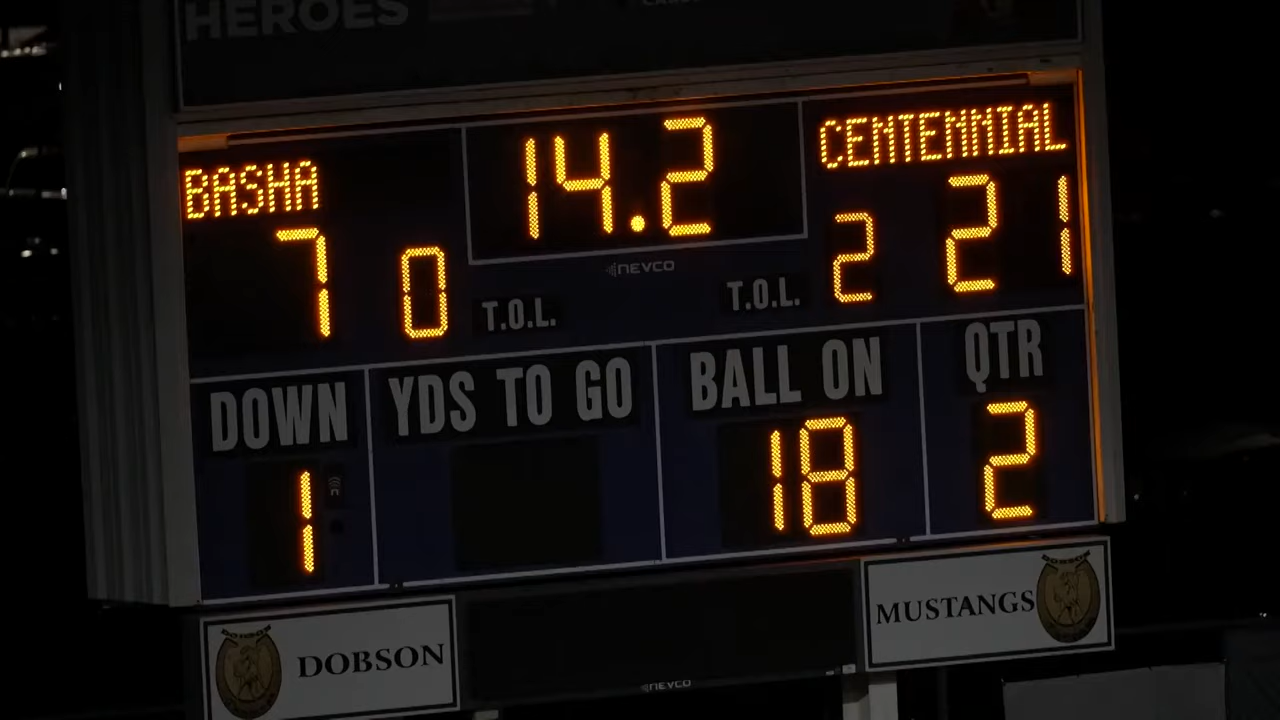 HEROES
BASHA
14.2
CENTENNIAL
7
0
T.O.L.
NEVCO
T.O.L.
2
21
DOWN
YDS TO GO
BALL ON
QTR
1
18
2
DOBSON
DOBSON
MUSTANGS
NEVCO